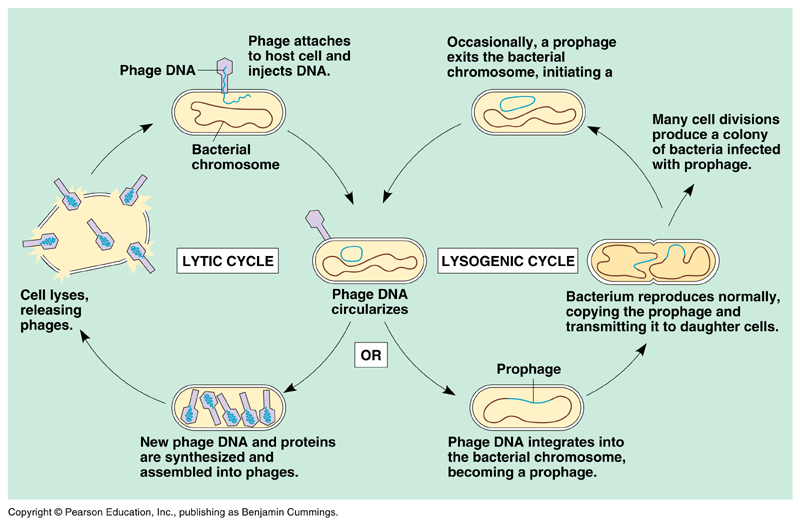 Phage attaches
to host cell and
injects DNA.
Phage DNA
Bacterial
chromosome
Occasionally, a prophage
exits the bacterial
chromosome, initiating a
Many cell divisions
produce a colony
of bacteria infected
with prophage.
LYTIC CYCLE
LYSOGENIC CYCLE
Phage DNA
circularizes
Cell lyses,
releasing
phages.
Bacterium reproduces normally,
copying the prophage and
transmitting it to daughter cells.
OR
Prophage
New phage DNA and proteins
are synthesized and
assembled into phages.
Phage DNA integrates into
the bacterial chromosome,
becoming a prophage.
Copyright © Pearson Education, Inc., publishing as Benjamin Cummings.